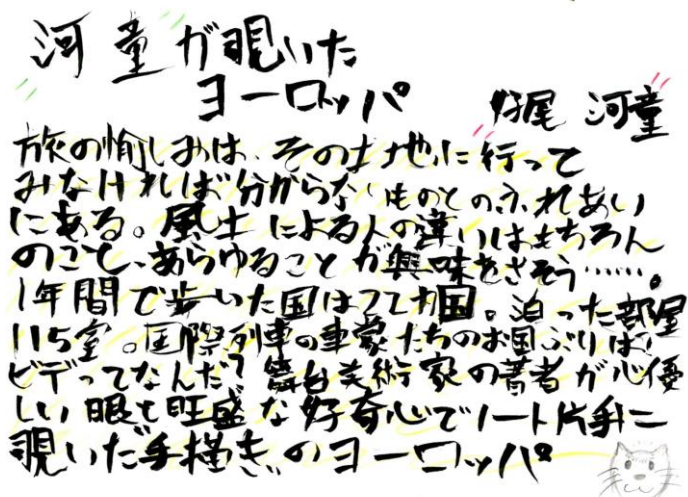 河童が覗いた
ヨーロッパ
妹尾 河童
旅の愉しみは、その土地に行って
みなければ分からないものとのふれあい
にある。風土による人の違いはもちろん
のこと、あらゆることが興味をさそう……。
1年間で歩いた国は22カ国。泊った部屋
115室。国際列車の車掌たちのお国ぶりは?
ビデってなんだ?舞台芸術家の著者が心優
しい眼と旺盛な好奇心でノート片手に
覗いた手描きのヨーロッパ